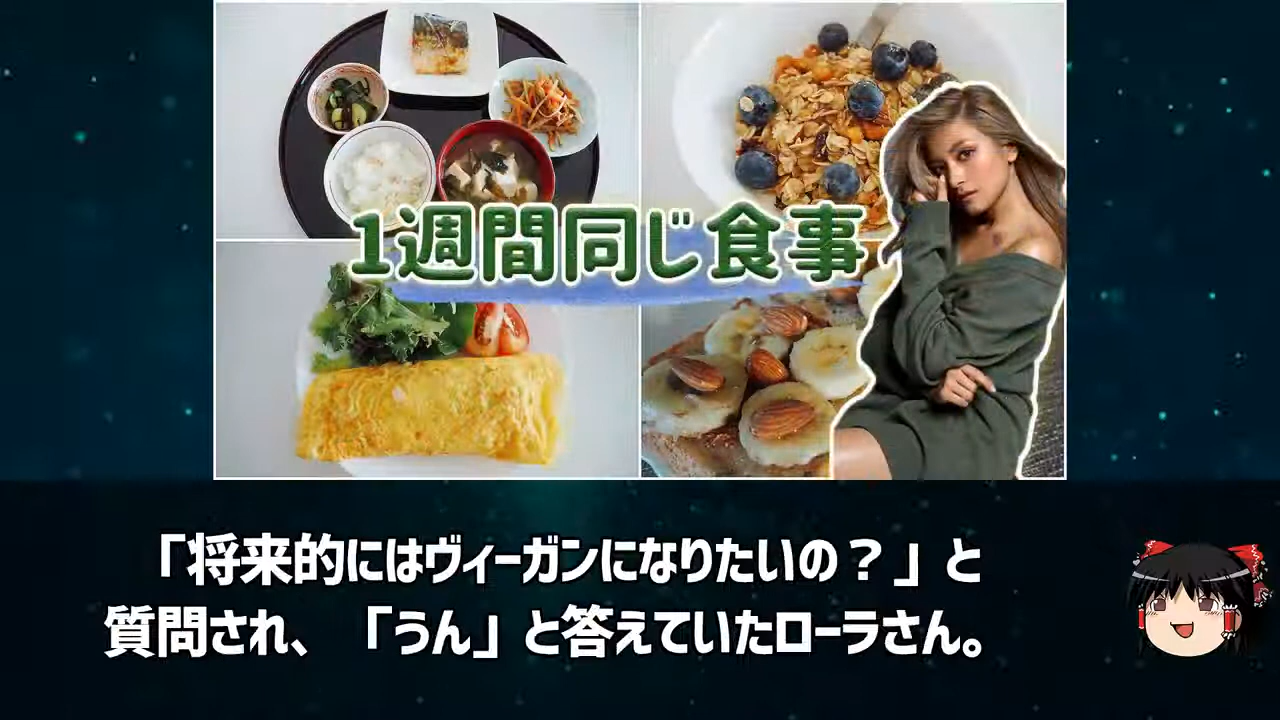 1週間同じ食事
「将来的にはヴィーガンになりたいの？」と
質問され、「うん」と答えていたローラさん。